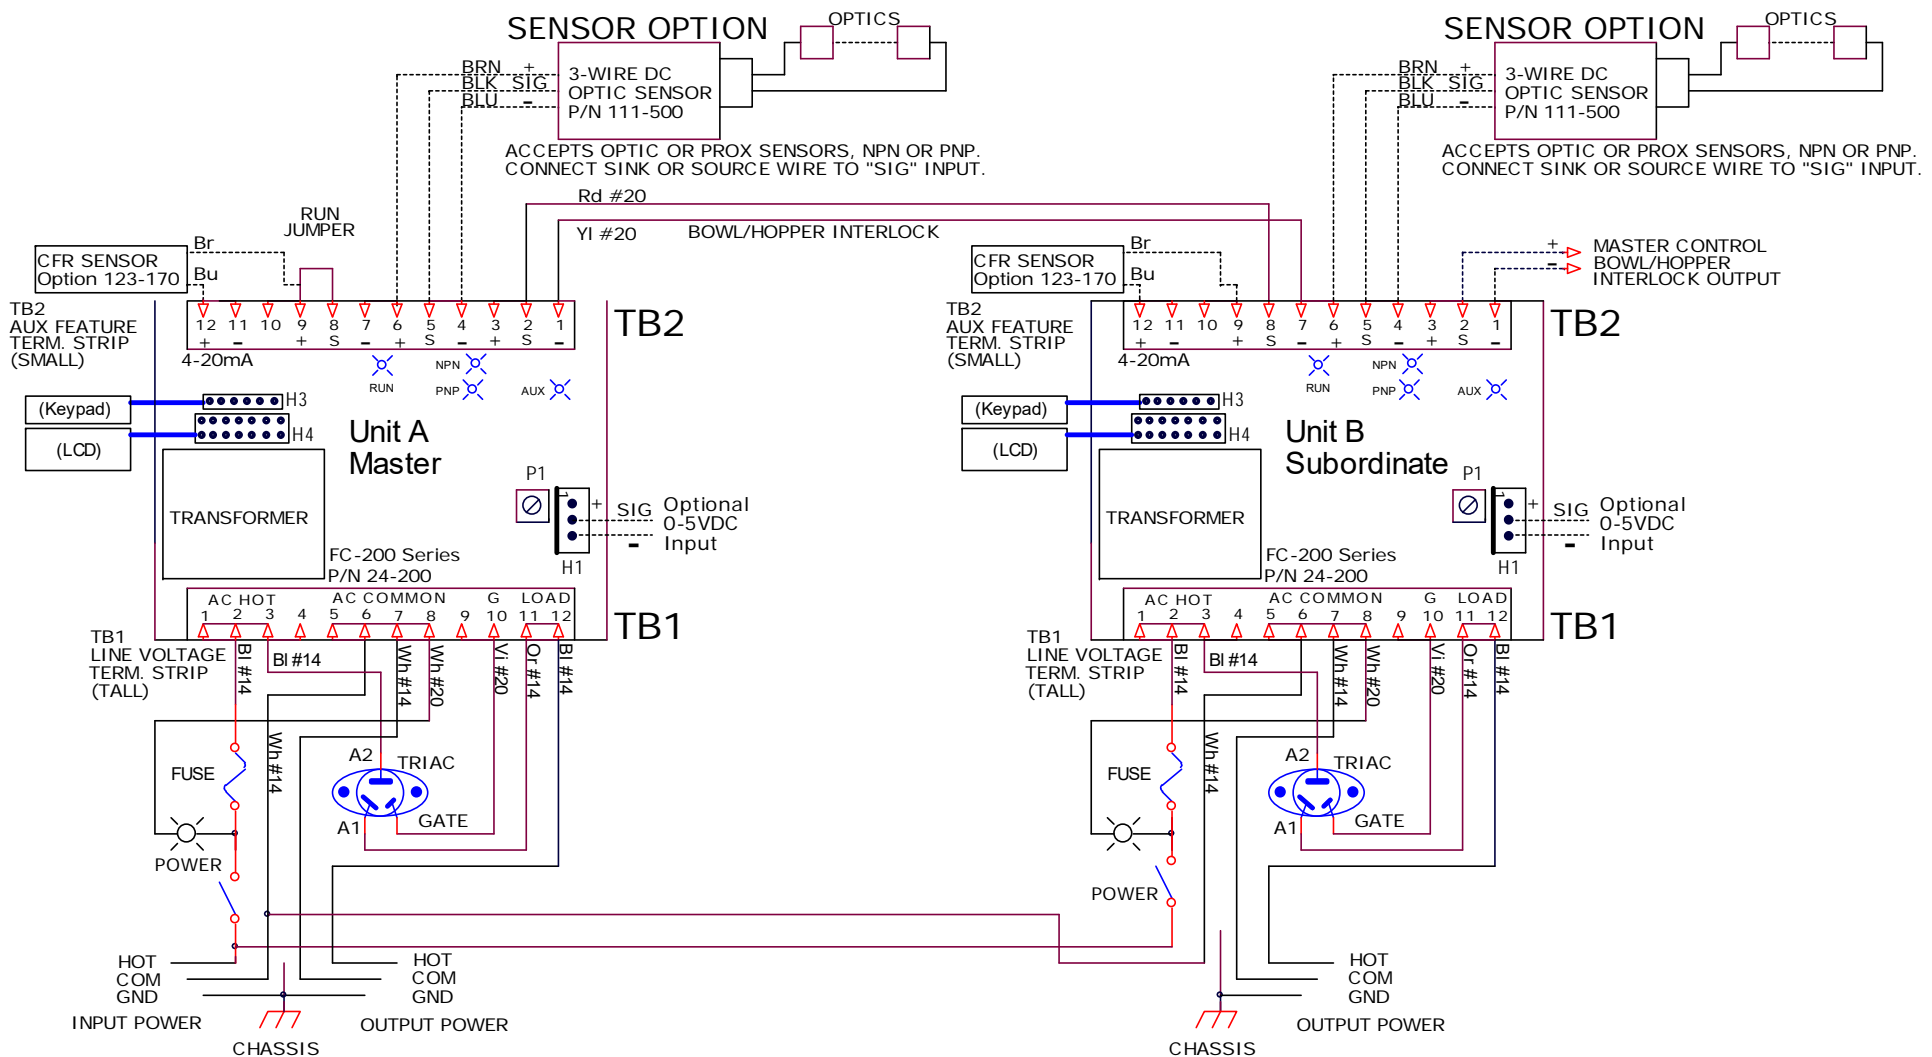 SENSOR OPTION
OPTICS
BRN +
BLK SIG
BLU -
3-WIRE DC
OPTIC SENSOR
P/N 111-500
ACCEPTS OPTIC OR PROX SENSORS, NPN OR PNP.
CONNECT SINK OR SOURCE WIRE TO "SIG" INPUT.
SENSOR OPTION
OPTICS
BRN +
BLK SIG
BLU -
3-WIRE DC
OPTIC SENSOR
P/N 111-500
ACCEPTS OPTIC OR PROX SENSORS, NPN OR PNP.
CONNECT SINK OR SOURCE WIRE TO "SIG" INPUT.
Rd #20
Yl #20
BOWL/HOPPER INTERLOCK
RUN
JUMPER
CFR SENSOR
Option 123-170
Br
Bu
TB2
AUX FEATURE
TERM. STRIP
(SMALL)
12 11 10 9 8 7 6 5 4 3 2 1
+ - + S - + S - + S -
TB2
4-20mA
RUN
NPN
PNP
AUX
(Keypad)
H3
(LCD)
H4
Unit A
Master
TRANSFORMER
P1
1
+
SIG
-
Optional
0-5VDC
Input
H1
FC-200 Series
P/N 24-200
AC HOT
AC COMMON
G
LOAD
1 2 3 4 5 6 7 8 9 10 11 12
TB1
TB1
LINE VOLTAGE
TERM. STRIP
(TALL)
Bl #14
Bl #14
Wh #14
Wh #20
Vi #20
Or #14
Bl #14
Wh #14
FUSE
POWER
A2
TRIAC
A1
GATE
HOT
COM
GND
INPUT POWER
HOT
COM
GND
OUTPUT POWER
CHASSIS
CFR SENSOR
Option 123-170
Br
Bu
+
-
MASTER CONTROL
BOWL/HOPPER
INTERLOCK OUTPUT
TB2
AUX FEATURE
TERM. STRIP
(SMALL)
12 11 10 9 8 7 6 5 4 3 2 1
+ - + S - + S - + S -
TB2
4-20mA
RUN
NPN
PNP
AUX
(Keypad)
H3
(LCD)
H4
Unit B
Subordinate
TRANSFORMER
P1
1
+
SIG
-
Optional
0-5VDC
Input
H1
FC-200 Series
P/N 24-200
AC HOT
AC COMMON
G
LOAD
1 2 3 4 5 6 7 8 9 10 11 12
TB1
TB1
LINE VOLTAGE
TERM. STRIP
(TALL)
Bl #14
Bl #14
Wh #14
Wh #20
Vi #20
Or #14
Bl #14
Wh #14
FUSE
POWER
A2
TRIAC
A1
GATE
HOT
COM
GND
OUTPUT POWER
CHASSIS